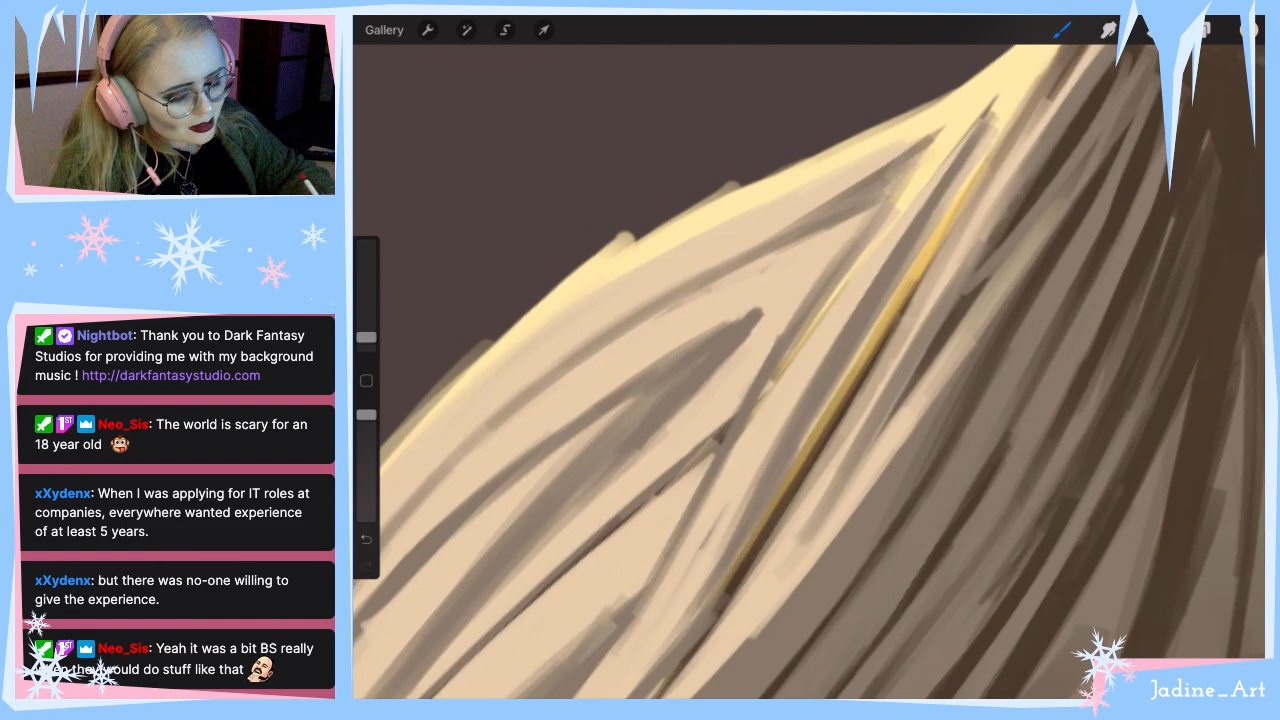 Gallery
Nightbot: Thank you to Dark Fantasy
Studios for providing me with my background
music ! http://darkfantasystudio.com
1ST Neo_Sis: The world is scary for an
18 year old
xXydenx: When I was applying for IT roles at
companies, everywhere wanted experience
of at least 5 years.
xXydenx: but there was no-one willing to
give the experience.
1ST Neo_Sis: Yeah it was a bit BS really
they would do stuff like that
Jadine_Art